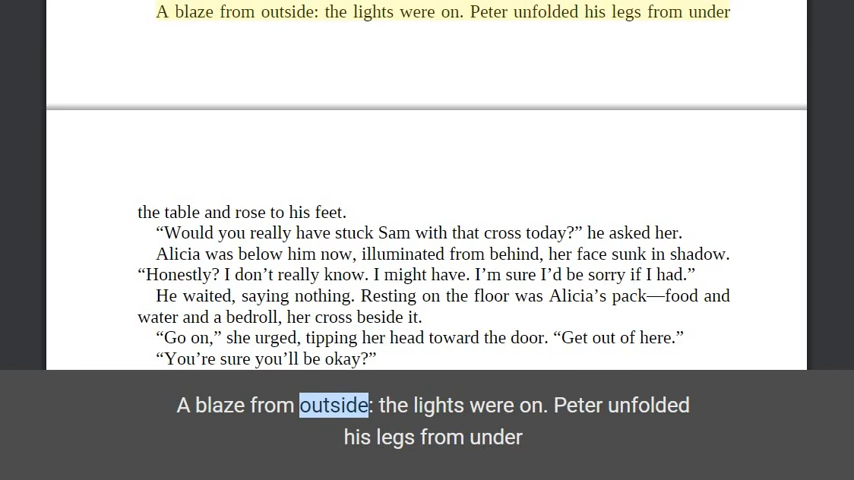 A blaze from outside: the lights were on. Peter unfolded his legs from under
the table and rose to his feet.
“Would you really have stuck Sam with that cross today?” he asked her.
Alicia was below him now, illuminated from behind, her face sunk in shadow.
“Honestly? I don’t really know. I might have. I’m sure I’d be sorry if I had.”
He waited, saying nothing. Resting on the floor was Alicia’s pack—food and
water and a bedroll, her cross beside it.
“Go on,” she urged, tipping her head toward the door. “Get out of here.”
“You’re sure you’ll be okay?”
A blaze from outside: the lights were on. Peter unfolded
his legs from under